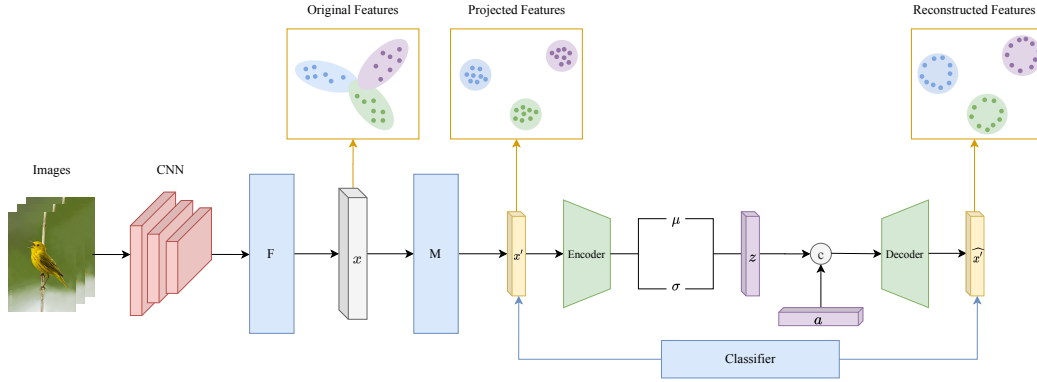 Original Features
Projected Features
Reconstructed Features
Images
CNN
F
x
M
x′
Encoder
μ
σ
z
c
a
Decoder
x̂′
Classifier